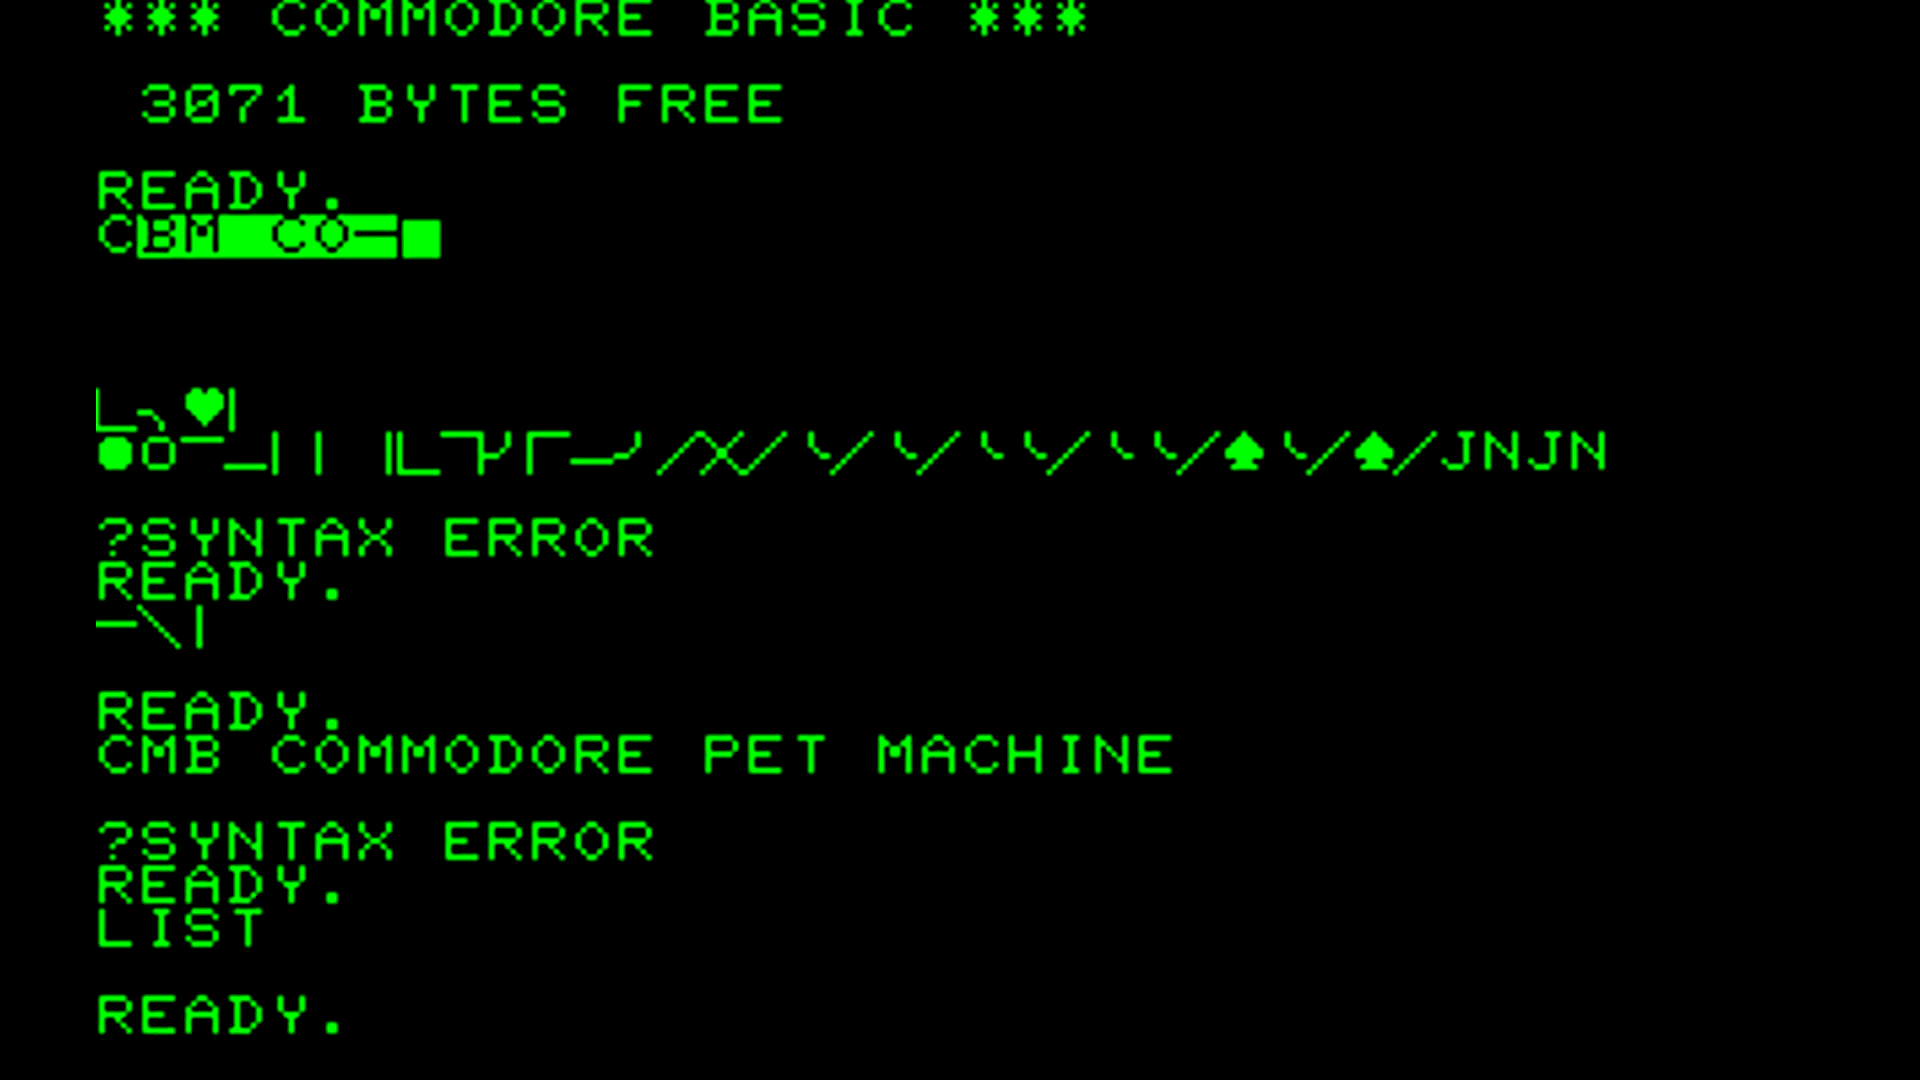 *** COMMODORE BASIC ***
3071 BYTES FREE
READY.
CBM CO
JNJN
?SYNTAX ERROR
READY.
READY.
CMB COMMODORE PET MACHINE
?SYNTAX ERROR
READY.
LIST
READY.